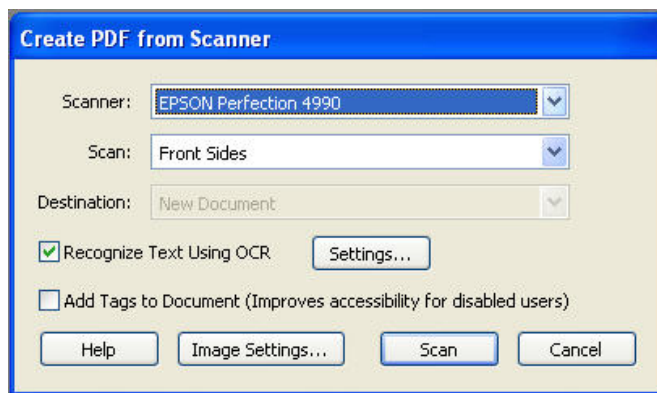 Create PDF from Scanner
Scanner: EPSON Perfection 4990
Scan: Front Sides
Destination: New Document
Recognize Text Using OCR Settings...
Add Tags to Document (Improves accessibility for disabled users)
Help Image Settings... Scan Cancel